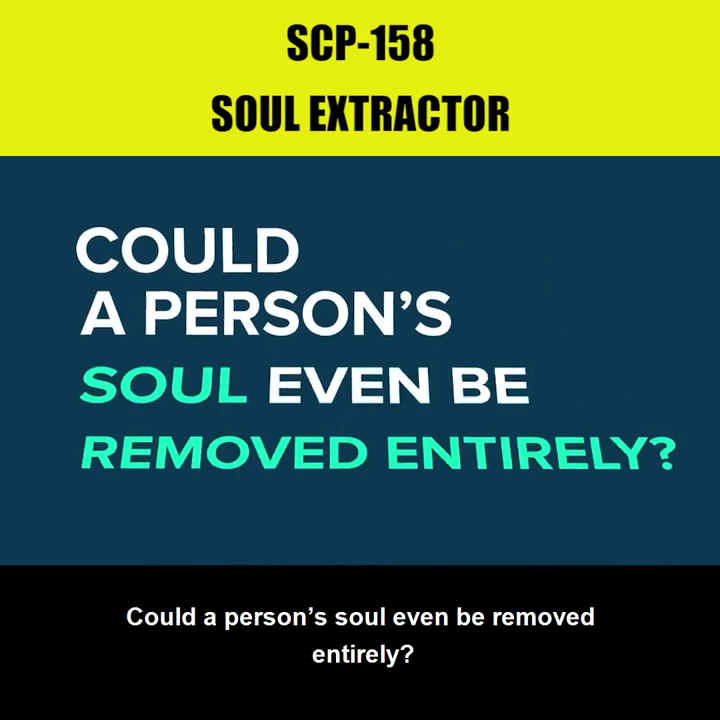 SCP-158
SOUL EXTRACTOR
COULD
A PERSON’S
SOUL EVEN BE
REMOVED ENTIRELY?
Could a person’s soul even be removed
entirely?